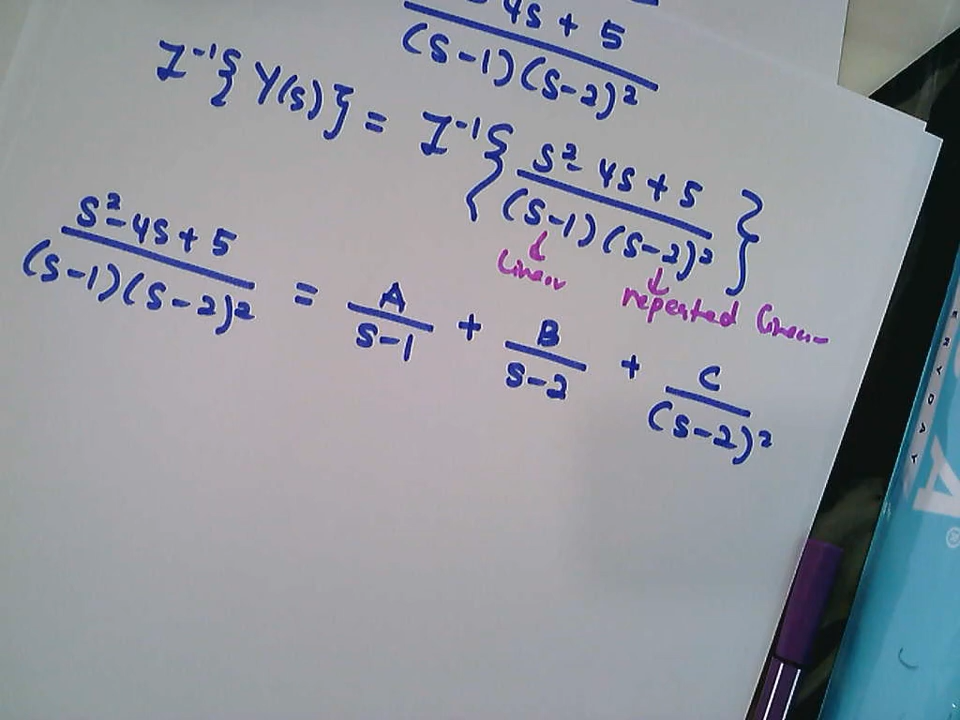 4s + 5
(s-1)(s-2)²
L⁻¹{Y(s)} = L⁻¹{ s² - 4s + 5
(s-1)(s-2)² }
Linear
repeated Linear
s² - 4s + 5
(s-1)(s-2)² = A + B + C
s-1 s-2 (s-2)²